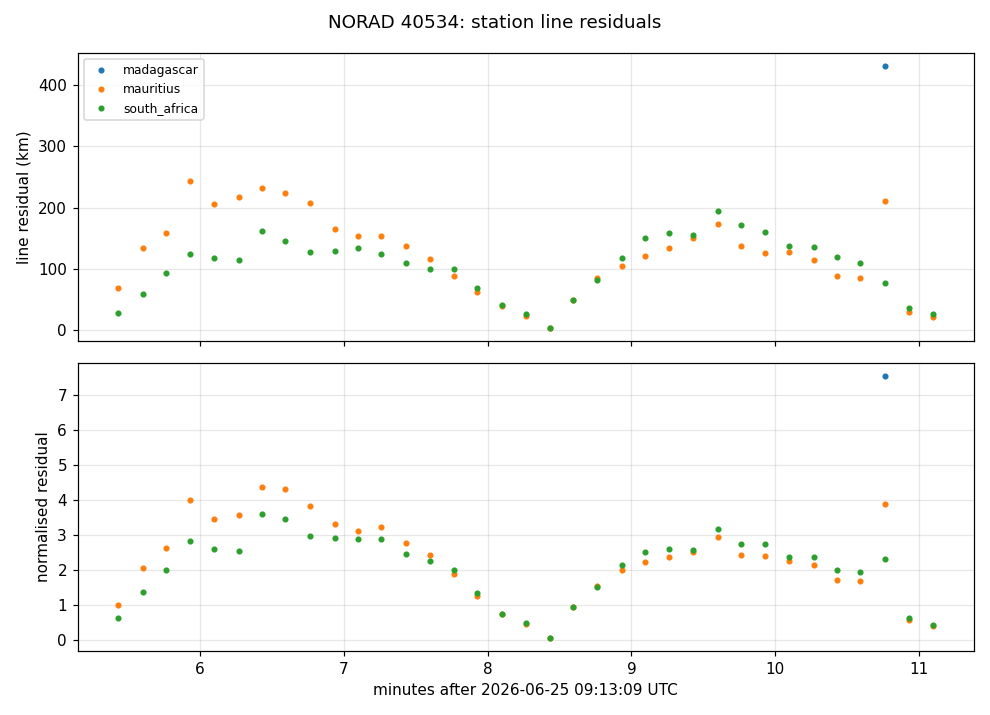 NORAD 40534: station line residuals
line residual (km)
400
300
200
100
0
madagascar
mauritius
south_africa
normalised residual
7
6
5
4
3
2
1
0
6 7 8 9 10 11
minutes after 2026-06-25 09:13:09 UTC